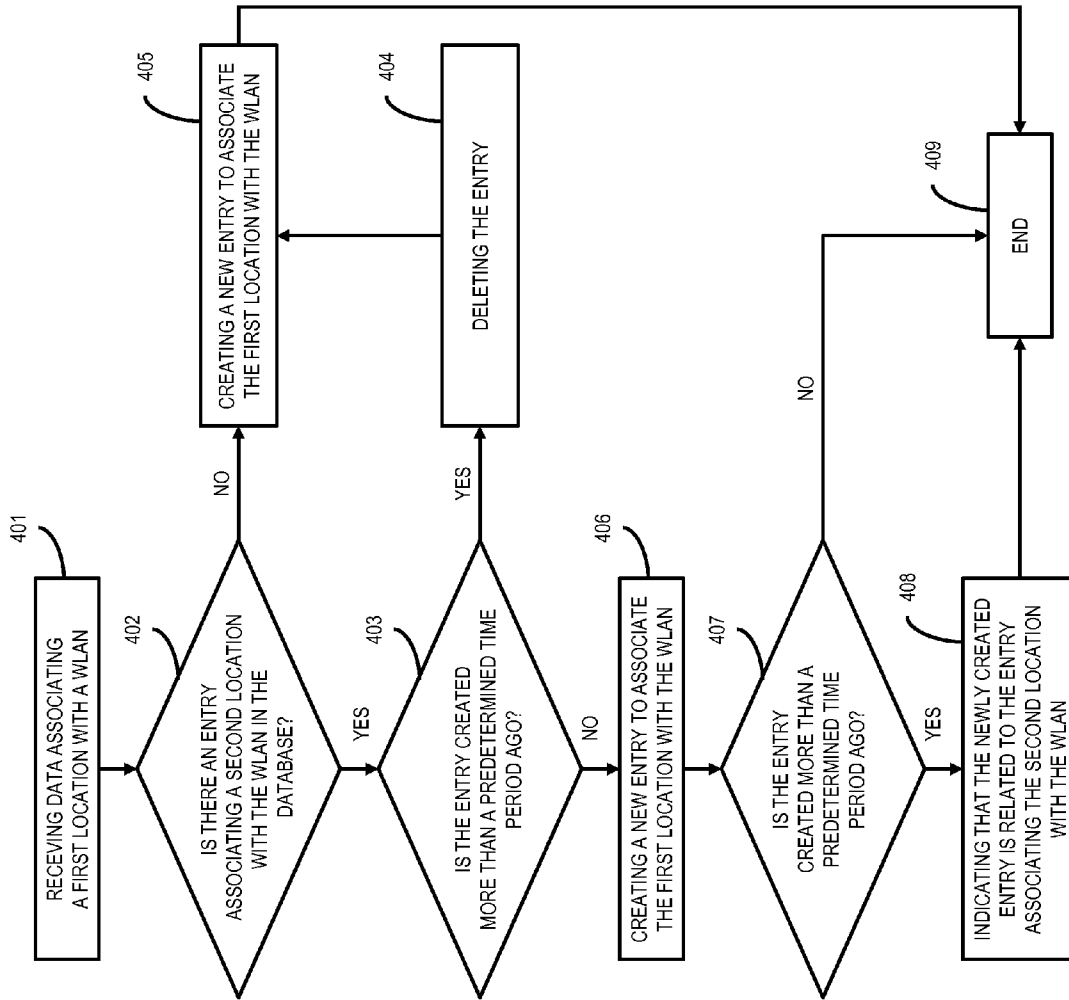 401
RECEVING DATA ASSOCIATING
A FIRST LOCATION WITH A WLAN
402
IS THERE AN ENTRY
ASSOCIATING A SECOND LOCATION
WITH THE WLAN IN THE
DATABASE?
NO
YES
405
CREATING A NEW ENTRY TO ASSOCIATE
THE FIRST LOCATION WITH THE WLAN
403
IS THE ENTRY CREATED
MORE THAN A PREDETERMINED TIME
PERIOD AGO?
YES
NO
404
DELETING THE ENTRY
406
CREATING A NEW ENTRY TO ASSOCIATE
THE FIRST LOCATION WITH THE WLAN
407
IS THE ENTRY
CREATED MORE THAN A
PREDETERMINED TIME
PERIOD AGO?
NO
YES
408
INDICATING THAT THE NEWLY CREATED
ENTRY IS RELATED TO THE ENTRY
ASSOCIATING THE SECOND LOCATION
WITH THE WLAN
409
END